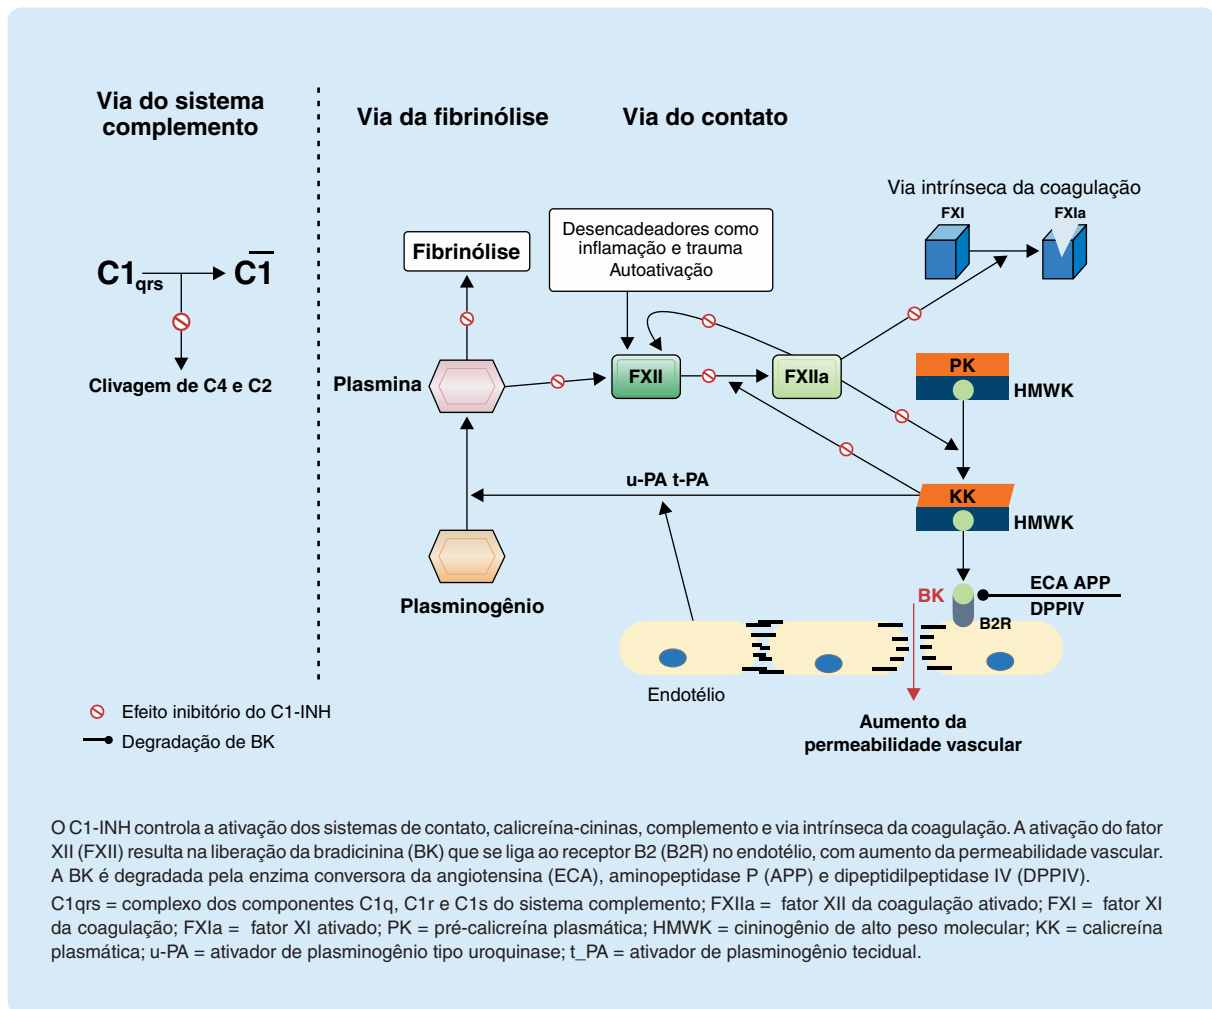 Via do sistema
complemento
Via da fibrinólise
Via do contato
Via intrínseca da coagulação
FXI
FXIa
Desencadeadores como
inflamação e trauma
Autoativação
Fibrinólise
C1qrs
C1̅
Clivagem de C4 e C2
Plasmina
FXII
FXIIa
PK
HMWK
u-PA t-PA
KK
HMWK
Plasminogênio
BK
ECA APP
DPPIV
B2R
Endotélio
Aumento da
permeabilidade vascular
Efeito inibitório do C1-INH
Degradação de BK
O C1-INH controla a ativação dos sistemas de contato, calicreína-cininas, complemento e via intrínseca da coagulação. A ativação do fator
XII (FXII) resulta na liberação da bradicinina (BK) que se liga ao receptor B2 (B2R) no endotélio, com aumento da permeabilidade vascular.
A BK é degradada pela enzima conversora da angiotensina (ECA), aminopeptidase P (APP) e dipeptidilpeptidase IV (DPPIV).
C1qrs = complexo dos componentes C1q, C1r e C1s do sistema complemento; FXIIa = fator XII da coagulação ativado; FXI = fator XI
da coagulação; FXIa = fator XI ativado; PK = pré-calicreína plasmática; HMWK = cininogênio de alto peso molecular; KK = calicreína
plasmática; u-PA = ativador de plasminogênio tipo uroquinase; t_PA = ativador de plasminogênio tecidual.